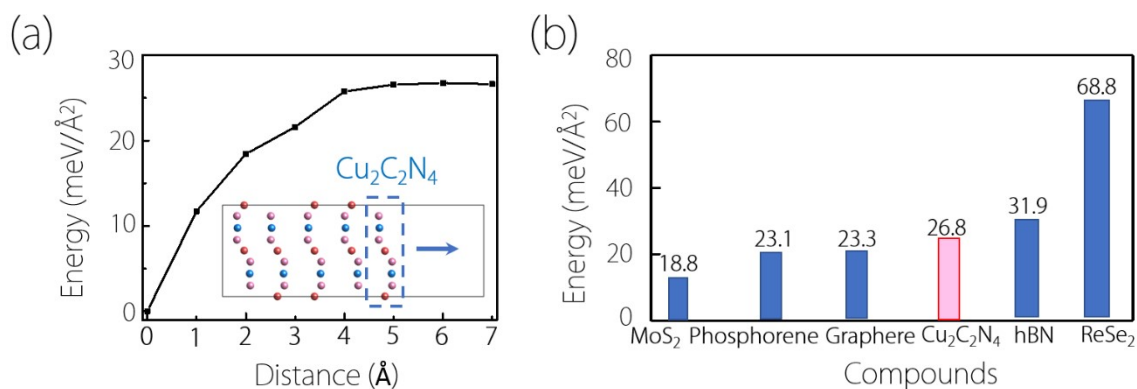 (a)
30
20
10
0
Energy (meV/Å²)
Cu₂C₂N₄
0 1 2 3 4 5 6 7
Distance (Å)
(b)
80
60
40
20
0
Energy (meV/Å²)
18.8
23.1
23.3
26.8
31.9
68.8
MoS₂ Phosphorene Graphere Cu₂C₂N₄ hBN ReSe₂
Compounds